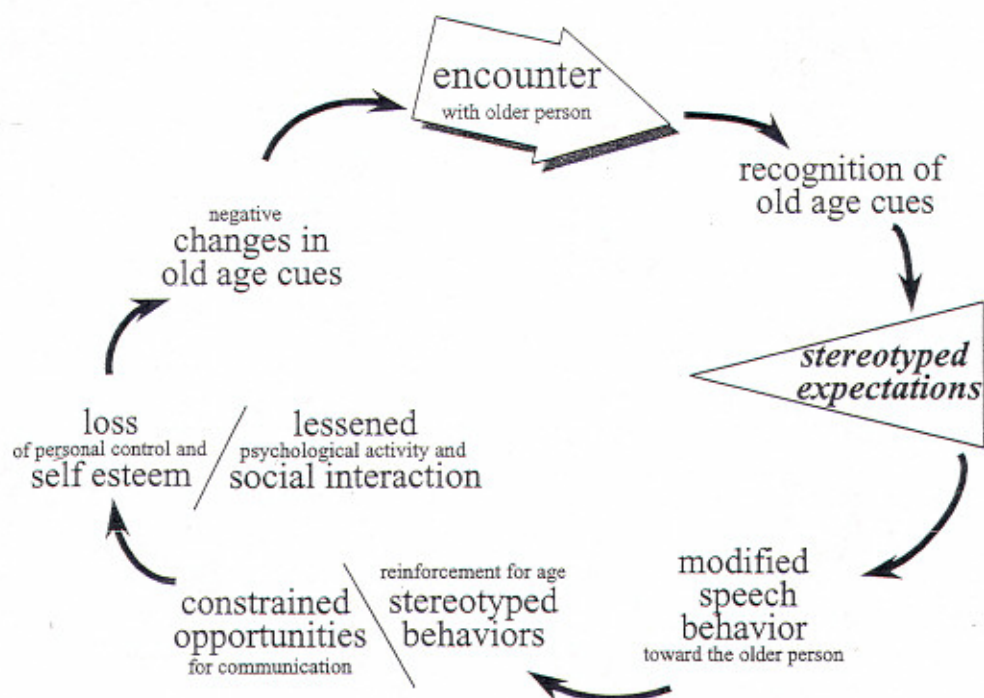 encounter
with older person
recognition of
old age cues
stereotyped
expectations
modified
speech
behavior
toward the older person
reinforcement for age
stereotyped
behaviors
constrained
opportunities
for communication
loss
of personal control and
self esteem
lessened
psychological activity and
social interaction
negative
changes in
old age cues